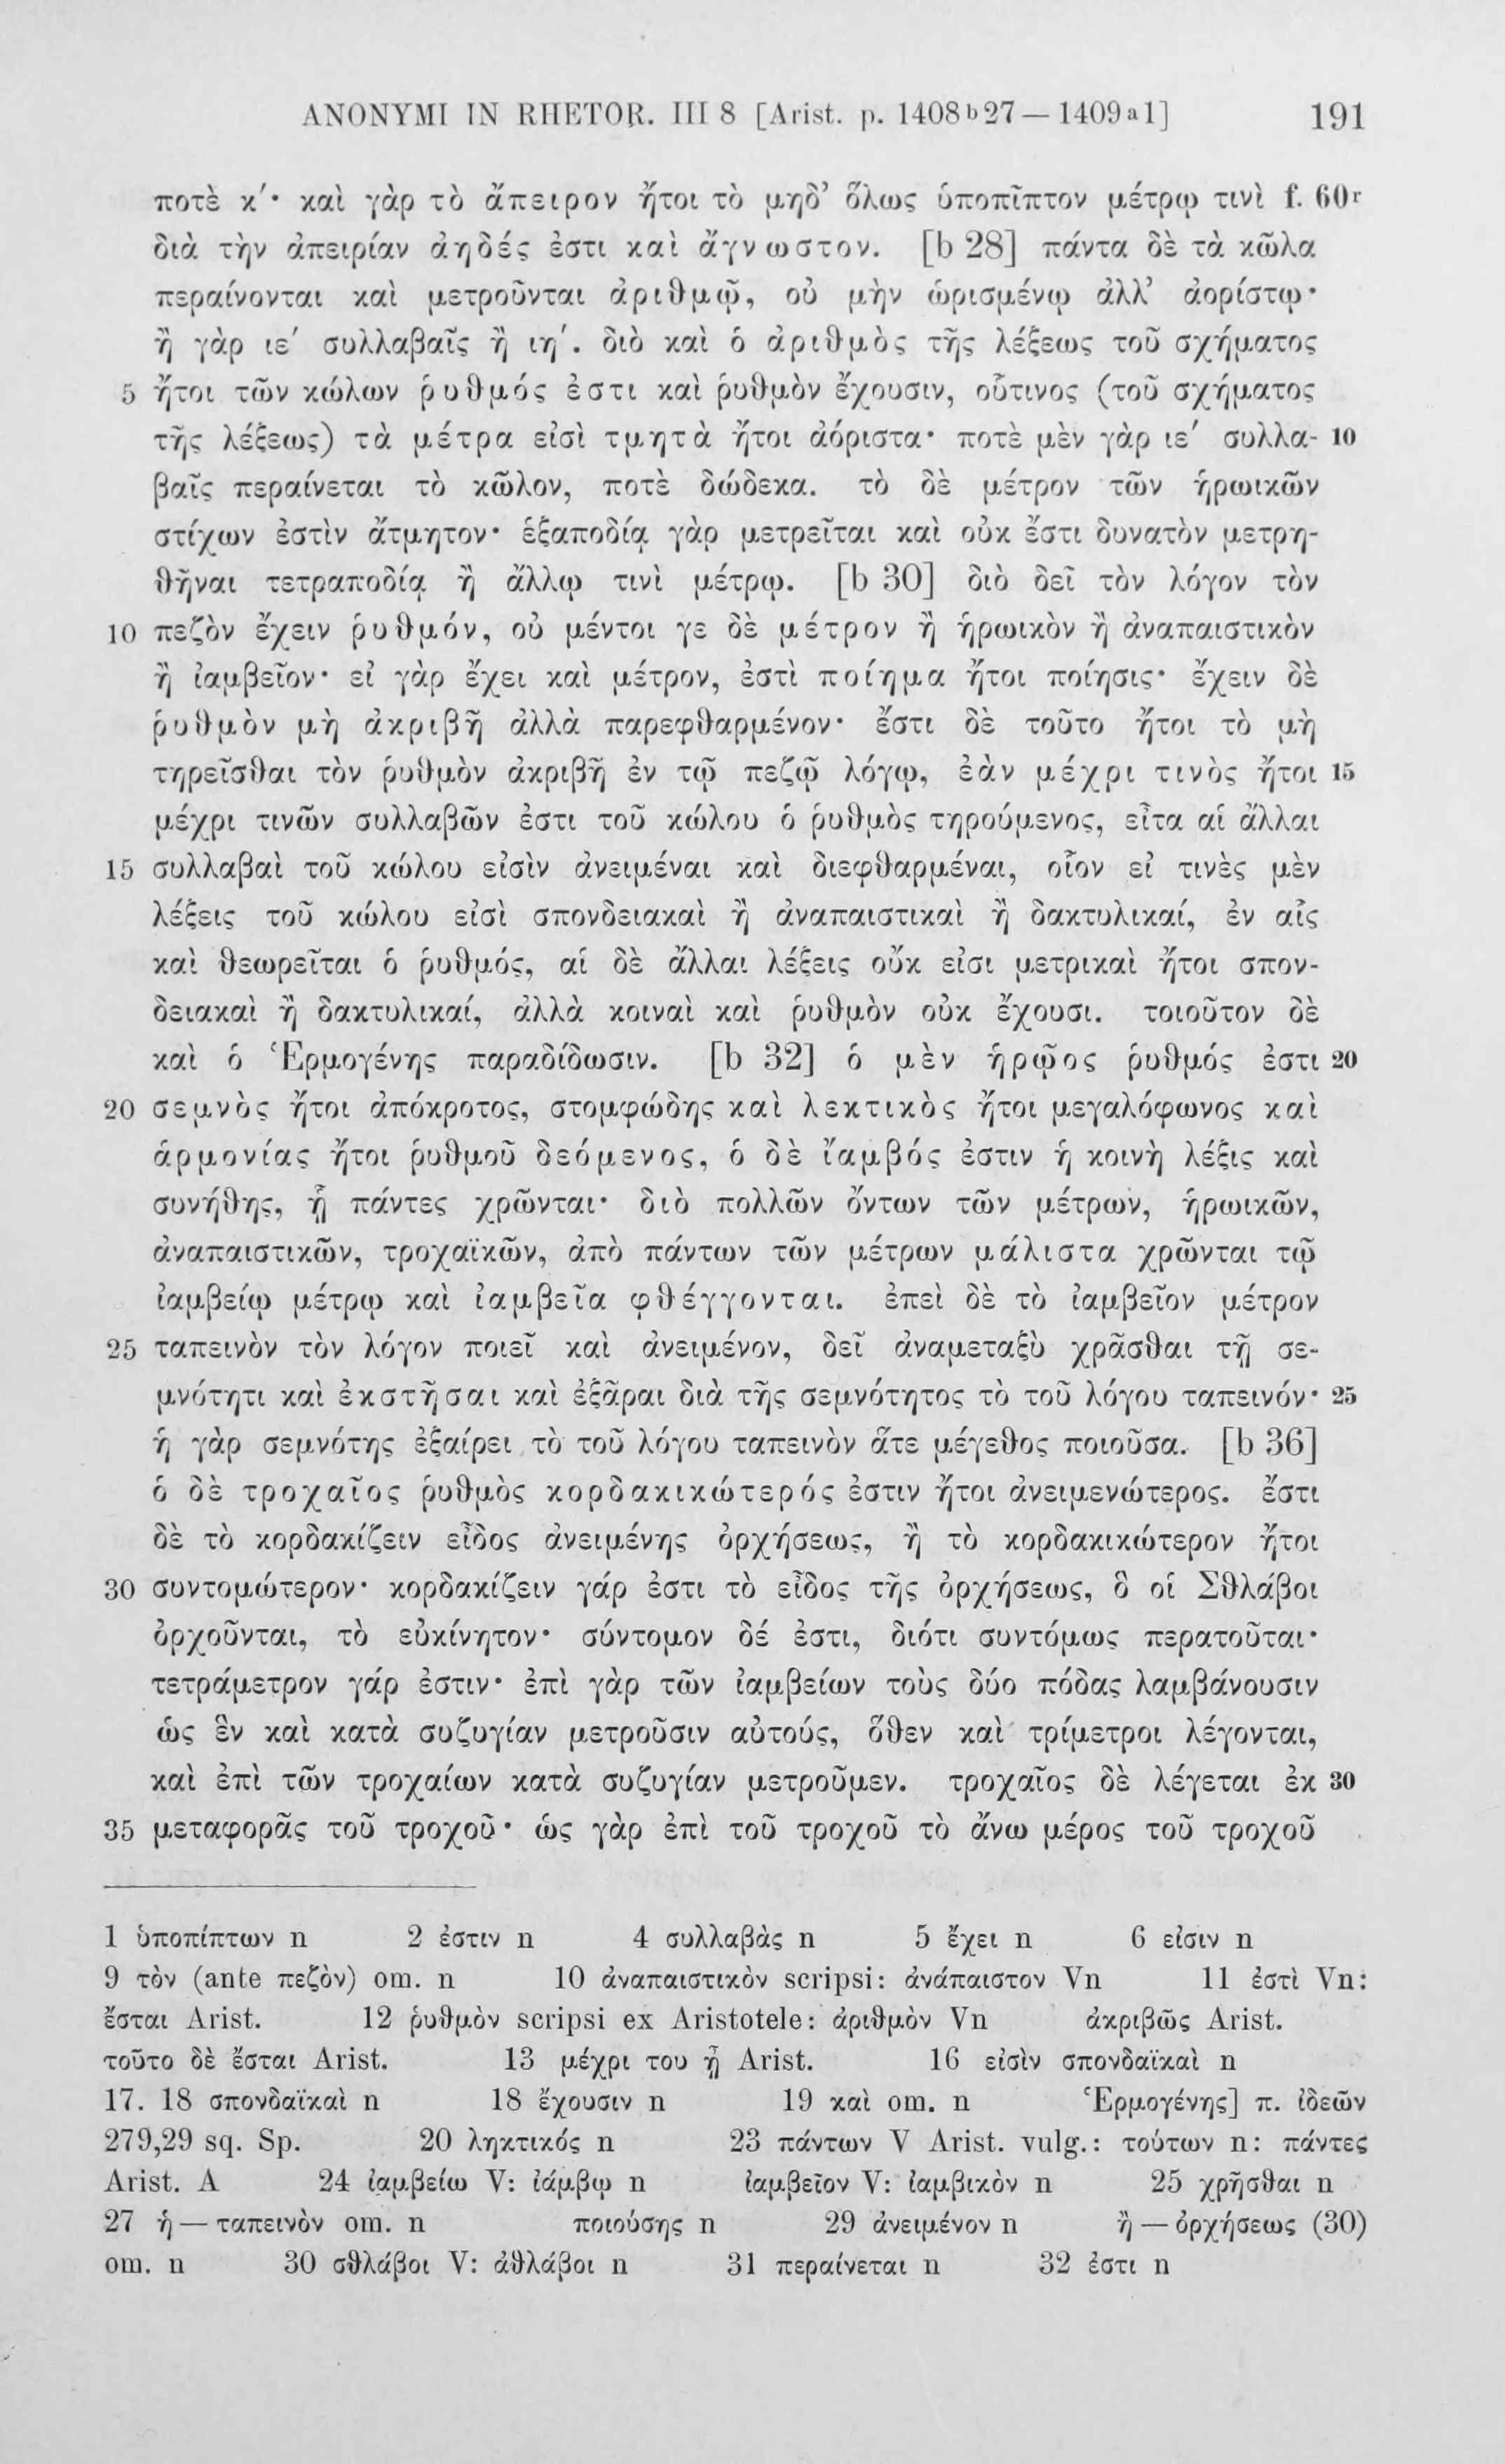 ANONYMI IN RHETOR. III 8 [Arist. p. 1408 b 27 — 1409 a 1] 191
ποτὲ κ΄· καὶ γὰρ τὸ ἄπειρον ἤτοι τὸ μηδ’ ὅλως ὑποπῖπτον μέτρῳ τινὶ f. 60r
διὰ τὴν ἀπειρίαν ἀηδές ἐστι καὶ ἄγνωστον. [b 28] πάντα δὲ τὰ κῶλα
περαίνονται καὶ μετροῦνται ἀριθμῷ, οὐ μὴν ὡρισμένῳ ἀλλ’ ἀορίστῳ·
ἢ γὰρ ιε΄ συλλαβαῖς ἢ ιη΄. διὸ καὶ ὁ ἀριθμὸς τῆς λέξεως τοῦ σχήματος
5 ἤτοι τῶν κώλων ῥυθμός ἐστι καὶ ῥυθμὸν ἔχουσιν, οὗτινος (τοῦ σχήματος
τῆς λέξεως) τὰ μέτρα εἰσὶ τμητὰ ἤτοι ἀόριστα· ποτὲ μὲν γὰρ ιε΄ συλλα- 10
βαῖς περαίνεται τὸ κῶλον, ποτὲ δώδεκα. τὸ δὲ μέτρον τῶν ἡρωικῶν
στίχων ἐστὶν ἄτμητον· ἑξαποδίᾳ γὰρ μετρεῖται καὶ οὐκ ἔστι δυνατὸν μετρη-
θῆναι τετραποδίᾳ ἢ ἄλλῳ τινὶ μέτρῳ. [b 30] διὸ δεῖ τὸν λόγον τὸν
10 πεζὸν ἔχειν ῥυθμόν, οὐ μέντοι γε δὲ μέτρον ἢ ἡρωικὸν ἢ ἀναπαιστικὸν
ἢ ἰαμβεῖον· εἰ γὰρ ἔχει καὶ μέτρον, ἐστὶ ποίημα ἤτοι ποίησις· ἔχειν δὲ
ῥυθμὸν μὴ ἀκριβῆ ἀλλὰ παρεφθαρμένον· ἔστι δὲ τοῦτο ἤτοι τὸ μὴ
τηρεῖσθαι τὸν ῥυθμὸν ἀκριβῆ ἐν τῷ πεζῷ λόγῳ, ἐὰν μέχρι τινὸς ἤτοι 15
μέχρι τινῶν συλλαβῶν ἐστι τοῦ κώλου ὁ ῥυθμὸς τηρούμενος, εἶτα αἱ ἄλλαι
15 συλλαβαὶ τοῦ κώλου εἰσὶν ἀνειμέναι καὶ διεφθαρμέναι, οἷον εἰ τινὲς μὲν
λέξεις τοῦ κώλου εἰσὶ σπονδειακαὶ ἢ ἀναπαιστικαὶ ἢ δακτυλικαί, ἐν αἷς
καὶ θεωρεῖται ὁ ῥυθμός, αἱ δὲ ἄλλαι λέξεις οὔκ εἰσι μετρικαὶ ἤτοι σπον-
δειακαὶ ἢ δακτυλικαί, ἀλλὰ κοιναὶ καὶ ῥυθμὸν οὐκ ἔχουσι. τοιοῦτον δὲ
καὶ ὁ Ἑρμογένης παραδίδωσιν. [b 32] ὁ μὲν ἡρῷος ῥυθμός ἐστι 20
20 σεμνὸς ἤτοι ἀπόκροτος, στομφώδης καὶ λεκτικὸς ἤτοι μεγαλόφωνος καὶ
ἁρμονίας ἤτοι ῥυθμοῦ δεόμενος, ὁ δὲ ἴαμβός ἐστιν ἡ κοινὴ λέξις καὶ
συνήθης, ᾗ πάντες χρῶνται· διὸ πολλῶν ὄντων τῶν μέτρων, ἡρωικῶν,
ἀναπαιστικῶν, τροχαϊκῶν, ἀπὸ πάντων τῶν μέτρων μάλιστα χρῶνται τῷ
ἰαμβείῳ μέτρῳ καὶ ἰαμβεῖα φθέγγονται. ἐπεὶ δὲ τὸ ἰαμβεῖον μέτρον
25 ταπεινὸν τὸν λόγον ποιεῖ καὶ ἀνειμένον, δεῖ ἀναμεταξὺ χρᾶσθαι τῇ σε-
μνότητι καὶ ἐκστῆσαι καὶ ἐξᾶραι διὰ τῆς σεμνότητος τὸ τοῦ λόγου ταπεινόν· 25
ἡ γὰρ σεμνότης ἐξαίρει τὸ τοῦ λόγου ταπεινὸν ἅτε μέγεθος ποιοῦσα. [b 36]
ὁ δὲ τροχαῖος ῥυθμὸς κορδακικώτερός ἐστιν ἤτοι ἀνειμενώτερος. ἔστι
δὲ τὸ κορδακίζειν εἶδος ἀνειμένης ὀρχήσεως, ἢ τὸ κορδακικώτερον ἤτοι
30 συντομώτερον· κορδακίζειν γάρ ἐστι τὸ εἶδος τῆς ὀρχήσεως, ὃ οἱ Σθλάβοι
ὀρχοῦνται, τὸ εὐκίνητον· σύντομον δέ ἐστι, διότι συντόμως περατοῦται·
τετράμετρον γάρ ἐστιν· ἐπὶ γὰρ τῶν ἰαμβείων τοὺς δύο πόδας λαμβάνουσιν
ὡς ἓν καὶ κατὰ συζυγίαν μετροῦσιν αὐτούς, ὅθεν καὶ τρίμετροι λέγονται,
καὶ ἐπὶ τῶν τροχαίων κατὰ συζυγίαν μετροῦμεν. τροχαῖος δὲ λέγεται ἐκ 30
35 μεταφορᾶς τοῦ τροχοῦ· ὡς γὰρ ἐπὶ τοῦ τροχοῦ τὸ ἄνω μέρος τοῦ τροχοῦ
1 ὑποπίπτων n 2 ἐστιν n 4 συλλαβὰς n 5 ἔχει n 6 εἰσιν n
9 τὸν (ante πεζὸν) om. n 10 ἀναπαιστικὸν scripsi: ἀνάπαιστον Vn 11 ἐστὶ Vn:
ἔσται Arist. 12 ῥυθμὸν scripsi ex Aristotele: ἀριθμὸν Vn ἀκριβῶς Arist.
τοῦτο δὲ ἔσται Arist. 13 μέχρι του ᾖ Arist. 16 εἰσὶν σπονδαϊκαὶ n
17. 18 σπονδαϊκαὶ n 18 ἔχουσιν n 19 καὶ om. n Ἑρμογένης] π. ἰδεῶν
279,29 sq. Sp. 20 ληκτικός n 23 πάντων V Arist. vulg.: τούτων n: πάντες
Arist. A 24 ἰαμβείω V: ἰάμβῳ n ἰαμβεῖον V: ἰαμβικὸν n 25 χρῆσθαι n
27 ἡ — ταπεινὸν om. n ποιούσης n 29 ἀνειμένον n ἢ — ὀρχήσεως (30)
om. n 30 σθλάβοι V: ἀθλάβοι n 31 περαίνεται n 32 ἐστι n